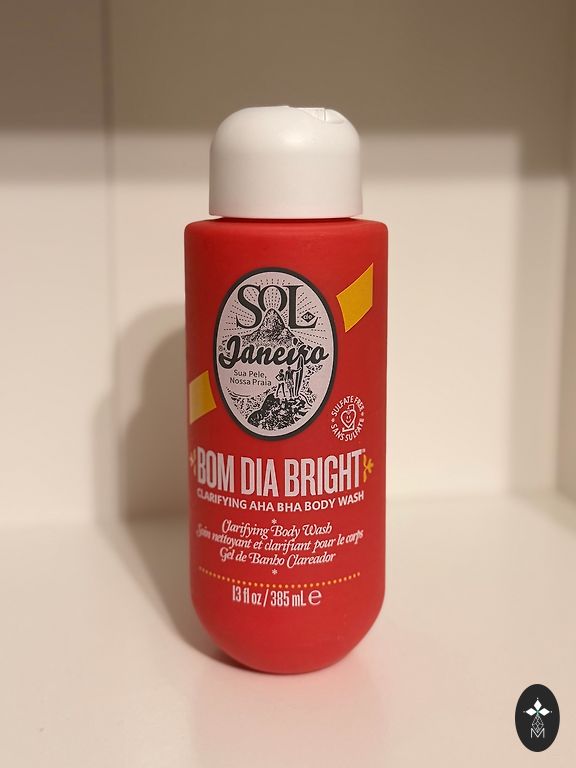 SOL
DE
Janeiro
Sua Pele,
Nossa Praia
SULFATE FREE
SANS SULFATE
BOM DIA BRIGHT
CLARIFYING AHA BHA BODY WASH
Clarifying Body Wash
Soin nettoyant et clarifiant pour le corps
Gel de Banho Clareador
13 fl oz / 385 mL ℮
M